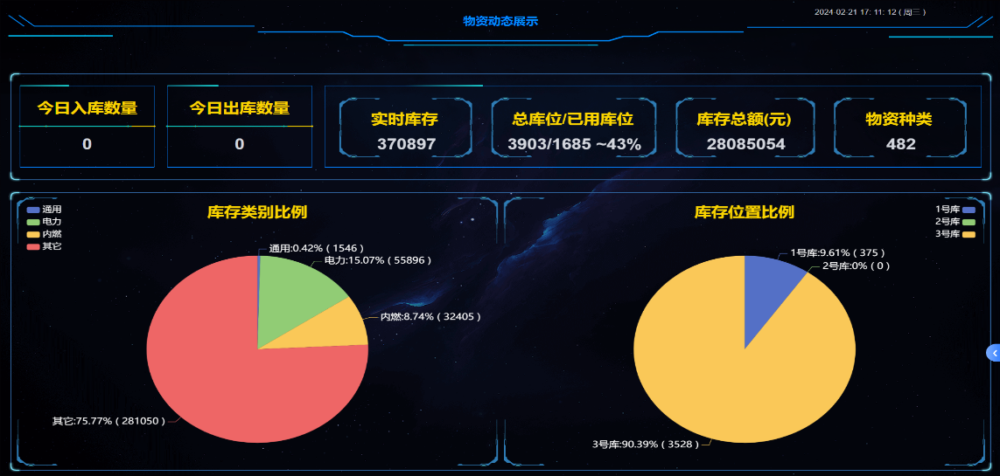 物资动态展示
2024-02-21 17: 11: 12 ( 周三 )
今日入库数量
0
今日出库数量
0
实时库存
370897
总库位/已用库位
3903/1685 ~43%
库存总额(元)
28085054
物资种类
482
库存类别比例
通用
电力
内燃
其它
通用:0.42% ( 1546 )
电力:15.07% ( 55896 )
内燃:8.74% ( 32405 )
其它:75.77% ( 281050 )
库存位置比例
1号库
2号库
3号库
1号库:9.61% ( 375 )
2号库:0% ( 0 )
3号库:90.39% ( 3528 )